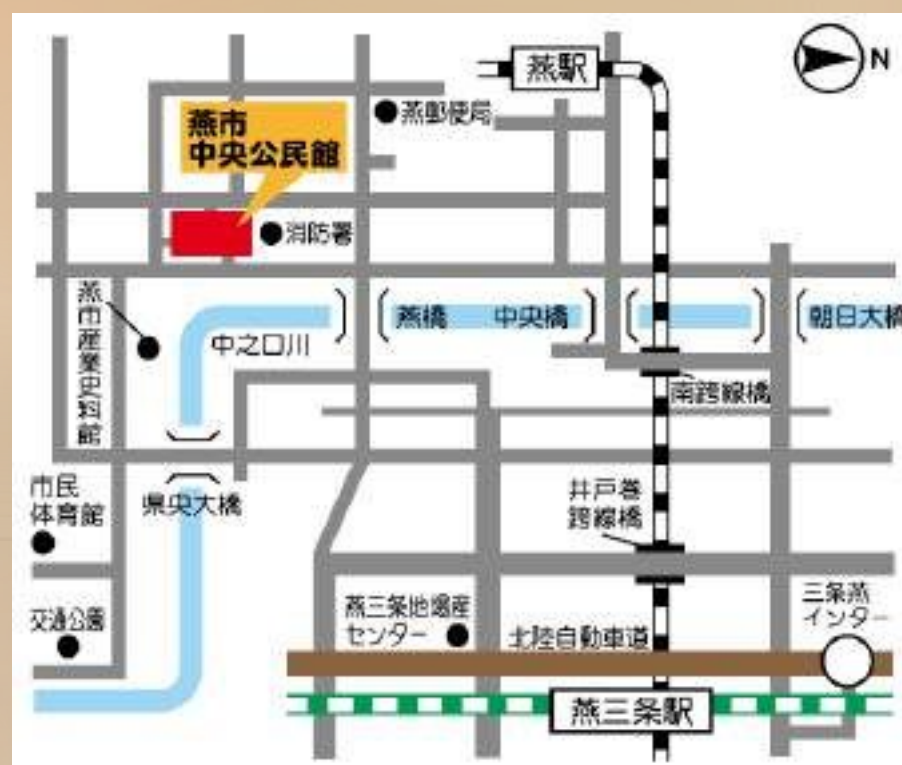 燕駅
N
燕市
中央公民館
燕郵便局
消防署
燕市産業史料館
中之口川
燕橋
中央橋
朝日大橋
南跨線橋
県央大橋
市民
体育館
井戸巻
跨線橋
交通公園
燕三条地場産
センター
北陸自動車道
三条燕
インター
燕三条駅